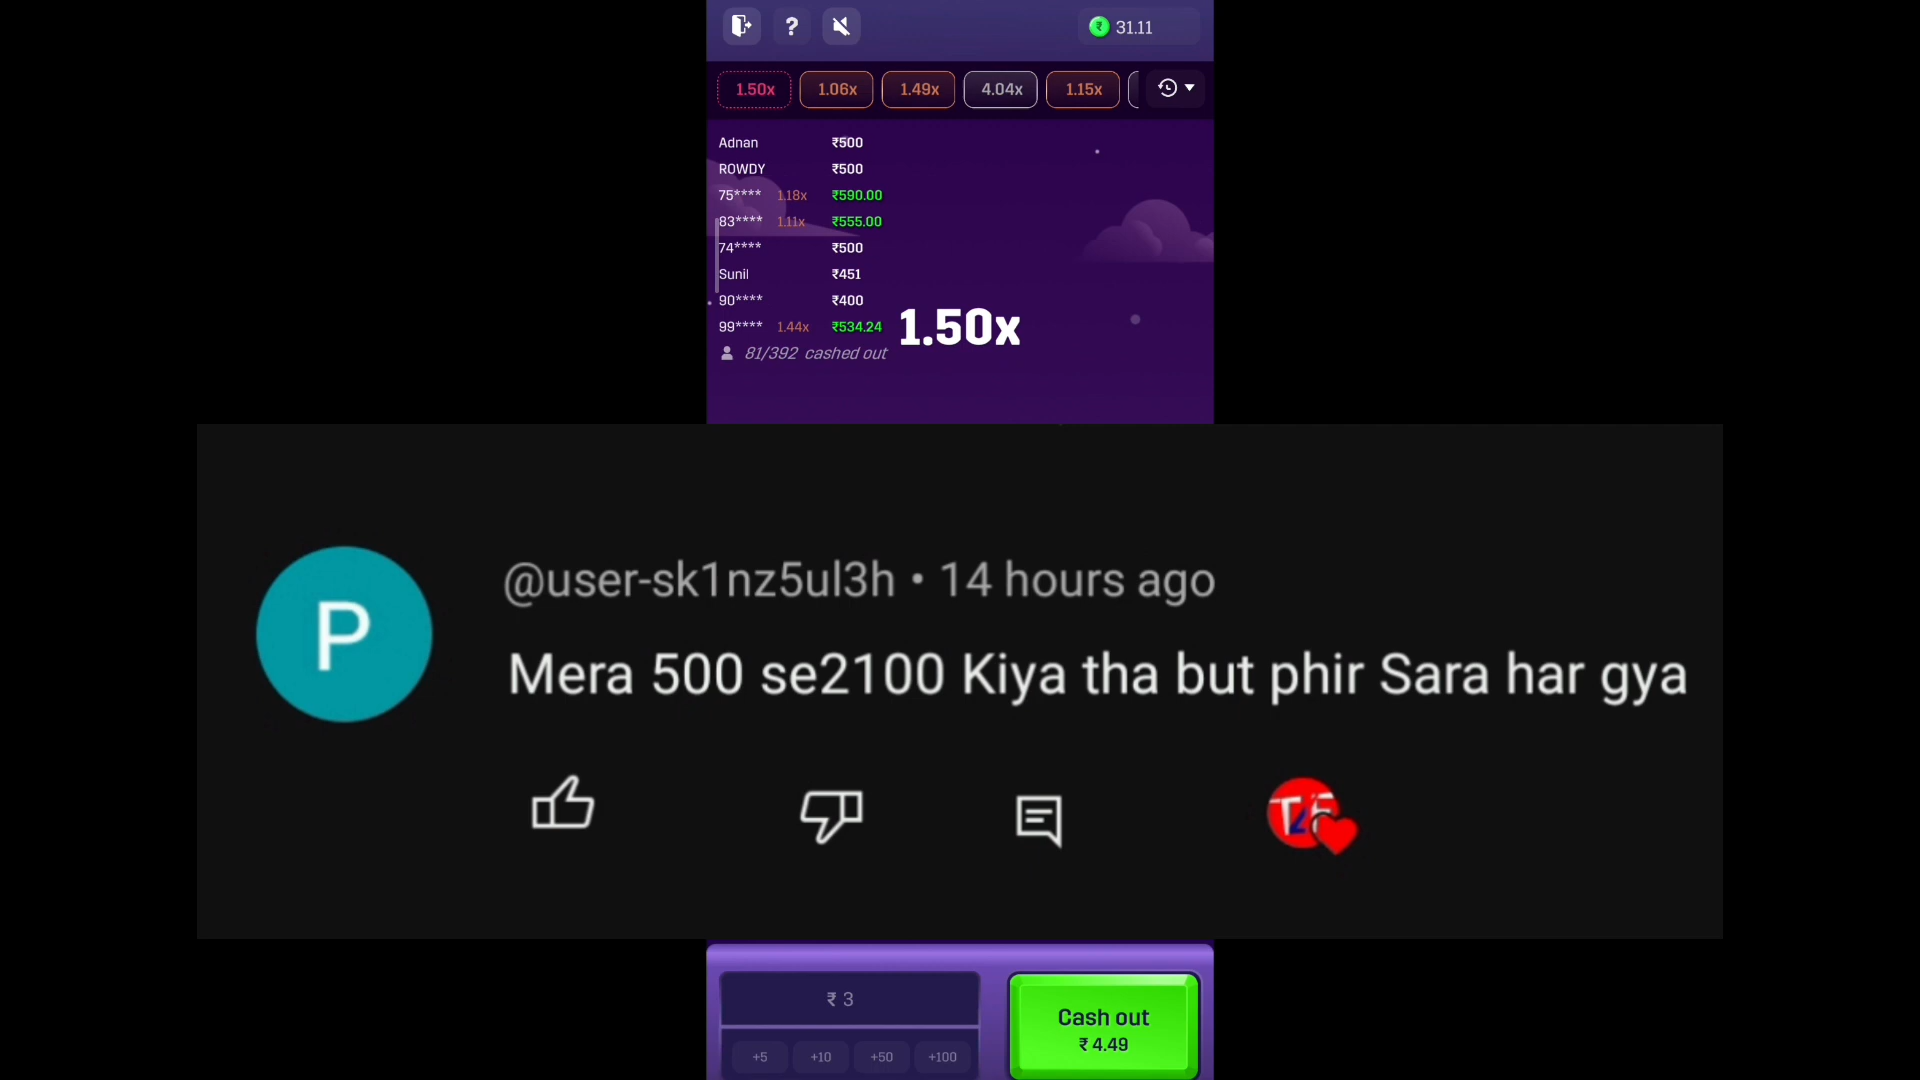 ?
₹ 31.11
1.50x 1.06x 1.49x 4.04x 1.15x
Adnan ₹500
ROWDY ₹500
75**** 1.18x ₹590.00
83**** 1.11x ₹555.00
74**** ₹500
Sunil ₹451
90**** ₹400
99**** 1.44x ₹534.24
1.50x
81/392 cashed out
P
@user-sk1nz5ul3h • 14 hours ago
Mera 500 se2100 Kiya tha but phir Sara har gya
₹ 3
+5 +10 +50 +100
Cash out
₹ 4.49